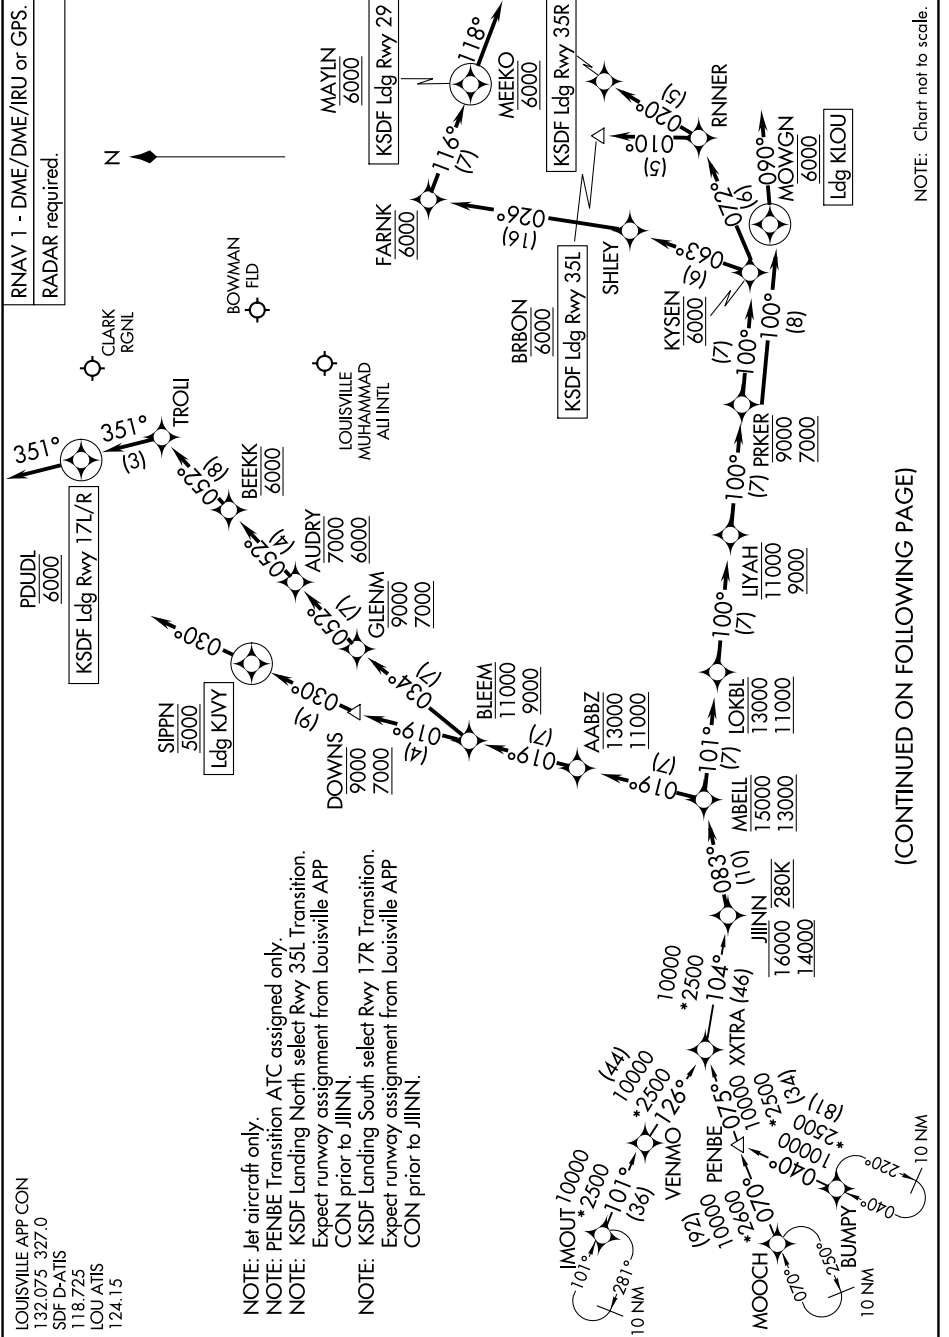 RNAV 1 - DME/DME/IRU or GPS.
RADAR required.
LOUISVILLE APP CON
132.075 327.0
SDF D-ATIS
118.725
LOU ATIS
124.15
NOTE: Jet aircraft only.
NOTE: PENBE Transition ATC assigned only.
NOTE: KSDF Landing North select Rwy 35L Transition.
Expect runway assignment from Louisville APP
CON prior to JIINN.
NOTE: KSDF Landing South select Rwy 17R Transition.
Expect runway assignment from Louisville APP
CON prior to JIINN.
N
CLARK
RGNL
BOWMAN
FLD
LOUISVILLE
MUHAMMAD
ALI INTL
PDUDL
6000
KSDF Ldg Rwy 17L/R
351°
351°
(3)
TROLI
052°
(8)
BEEKK
6000
052°
(4)
AUDRY
7000
6000
052°
(7)
GLENM
9000
7000
034°
(7)
SIPPN
5000
Ldg KJVY
030°
030°
(9)
DOWNS
9000
7000
019°
(4)
BLEEM
11000
9000
019°
(7)
AABBZ
13000
11000
019°
(7)
MAYLN
6000
KSDF Ldg Rwy 29
118°
116°
(7)
FARNK
6000
026°
(16)
SHLEY
063°
(6)
MEEKO
6000
KSDF Ldg Rwy 35R
020°
(5)
010°
(5)
RNNER
BRBON
6000
KSDF Ldg Rwy 35L
072°
(9)
KYSEN
6000
090°
MOWGN
6000
Ldg KLOU
100°
(7)
100°
(8)
PRKER
9000
7000
100°
(7)
LIYAH
11000
9000
100°
(7)
LOKBL
13000
11000
101°
(7)
MBELL
15000
13000
083°
(10)
JIINN
16000 280K
14000
10000
*2500
104°
(46)
XXTRA
(44)
10000
*2500
126°
VENMO
IMOUT
10000
*2500
101°
(36)
101°
281°
10 NM
PENBE
075°
10000
*2500
(34)
(81)
*2500
10000
040°
BUMPY
040°
220°
10 NM
(92)
10000
*2600
070°
MOOCH
070°
250°
10 NM
(CONTINUED ON FOLLOWING PAGE)
NOTE: Chart not to scale.